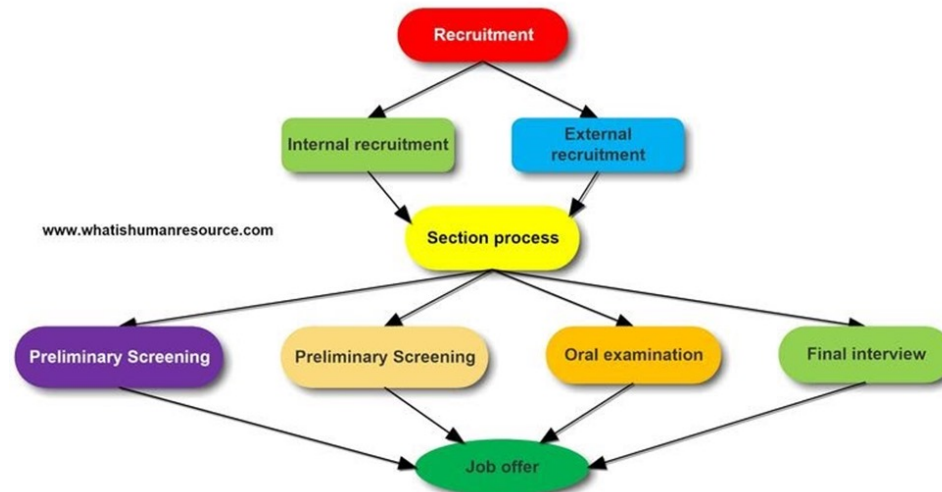 Recruitment
Internal recruitment
External
recruitment
www.whatishumanresource.com
Section process
Preliminary Screening
Preliminary Screening
Oral examination
Final interview
Job offer